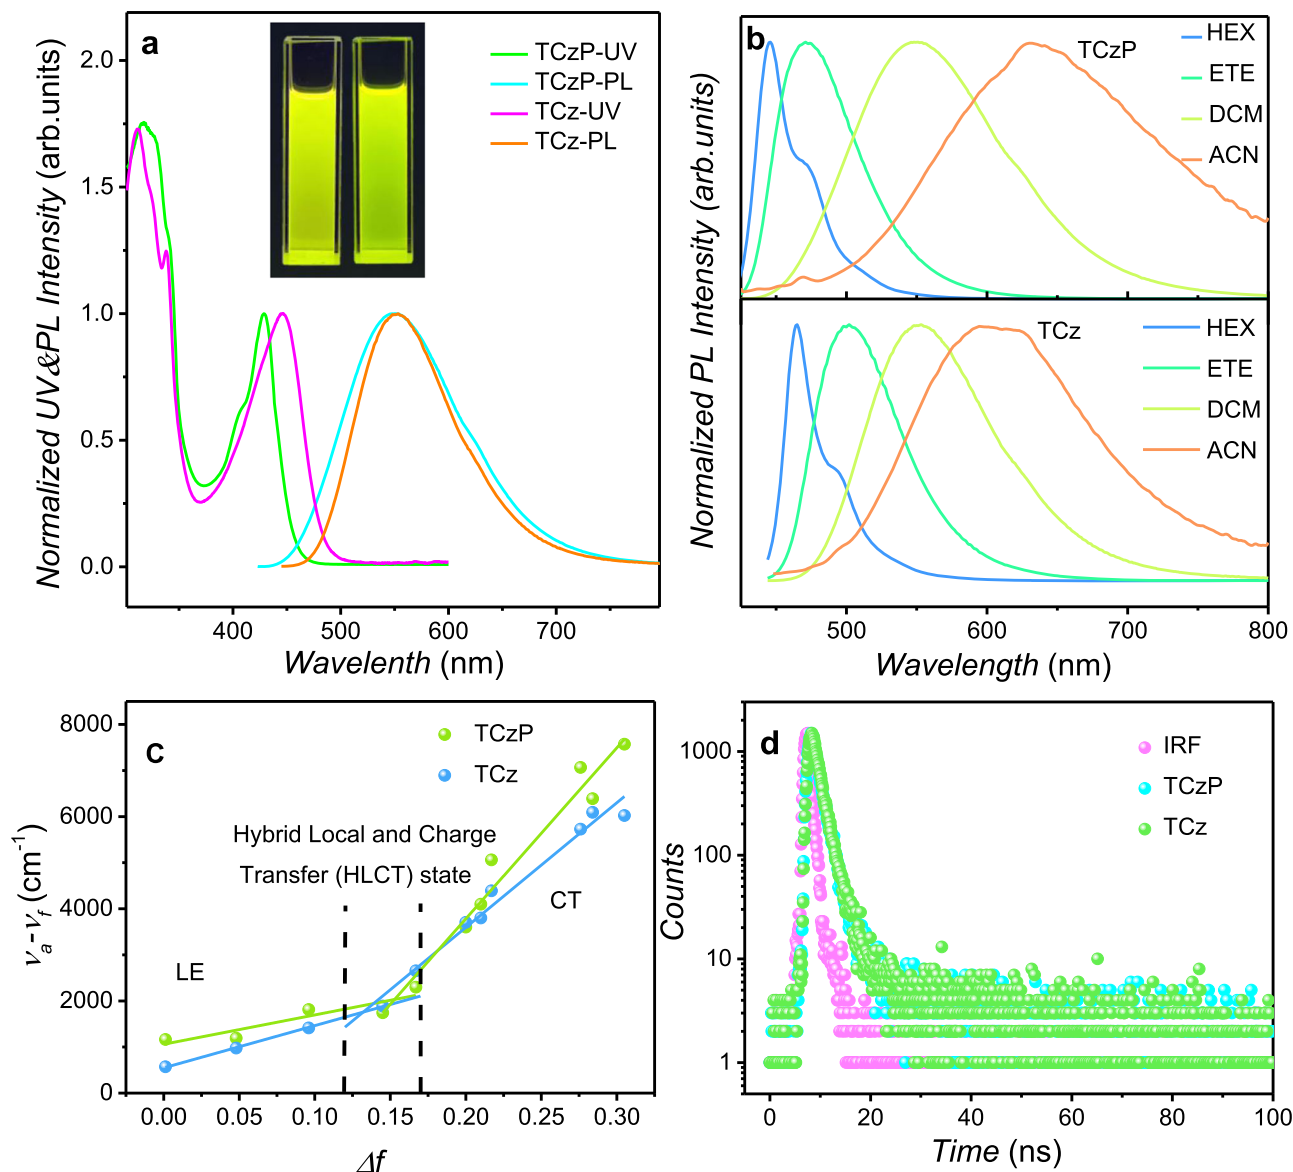 a
TCzP-UV
TCzP-PL
TCz-UV
TCz-PL
2.0
1.5
1.0
0.5
0.0
Normalized UV&PL Intensity (arb.units)
400 500 600 700
Wavelenth (nm)
b
TCzP
HEX
ETE
DCM
ACN
TCz
HEX
ETE
DCM
ACN
Normalized PL Intensity (arb.units)
500 600 700 800
Wavelength (nm)
c
TCzP
TCz
8000
6000
4000
2000
0
νa-νf (cm-1)
Hybrid Local and Charge
Transfer (HLCT) state
LE
CT
0.00 0.05 0.10 0.15 0.20 0.25 0.30
Δf
d
IRF
TCzP
TCz
1000
100
10
1
Counts
0 20 40 60 80 100
Time (ns)